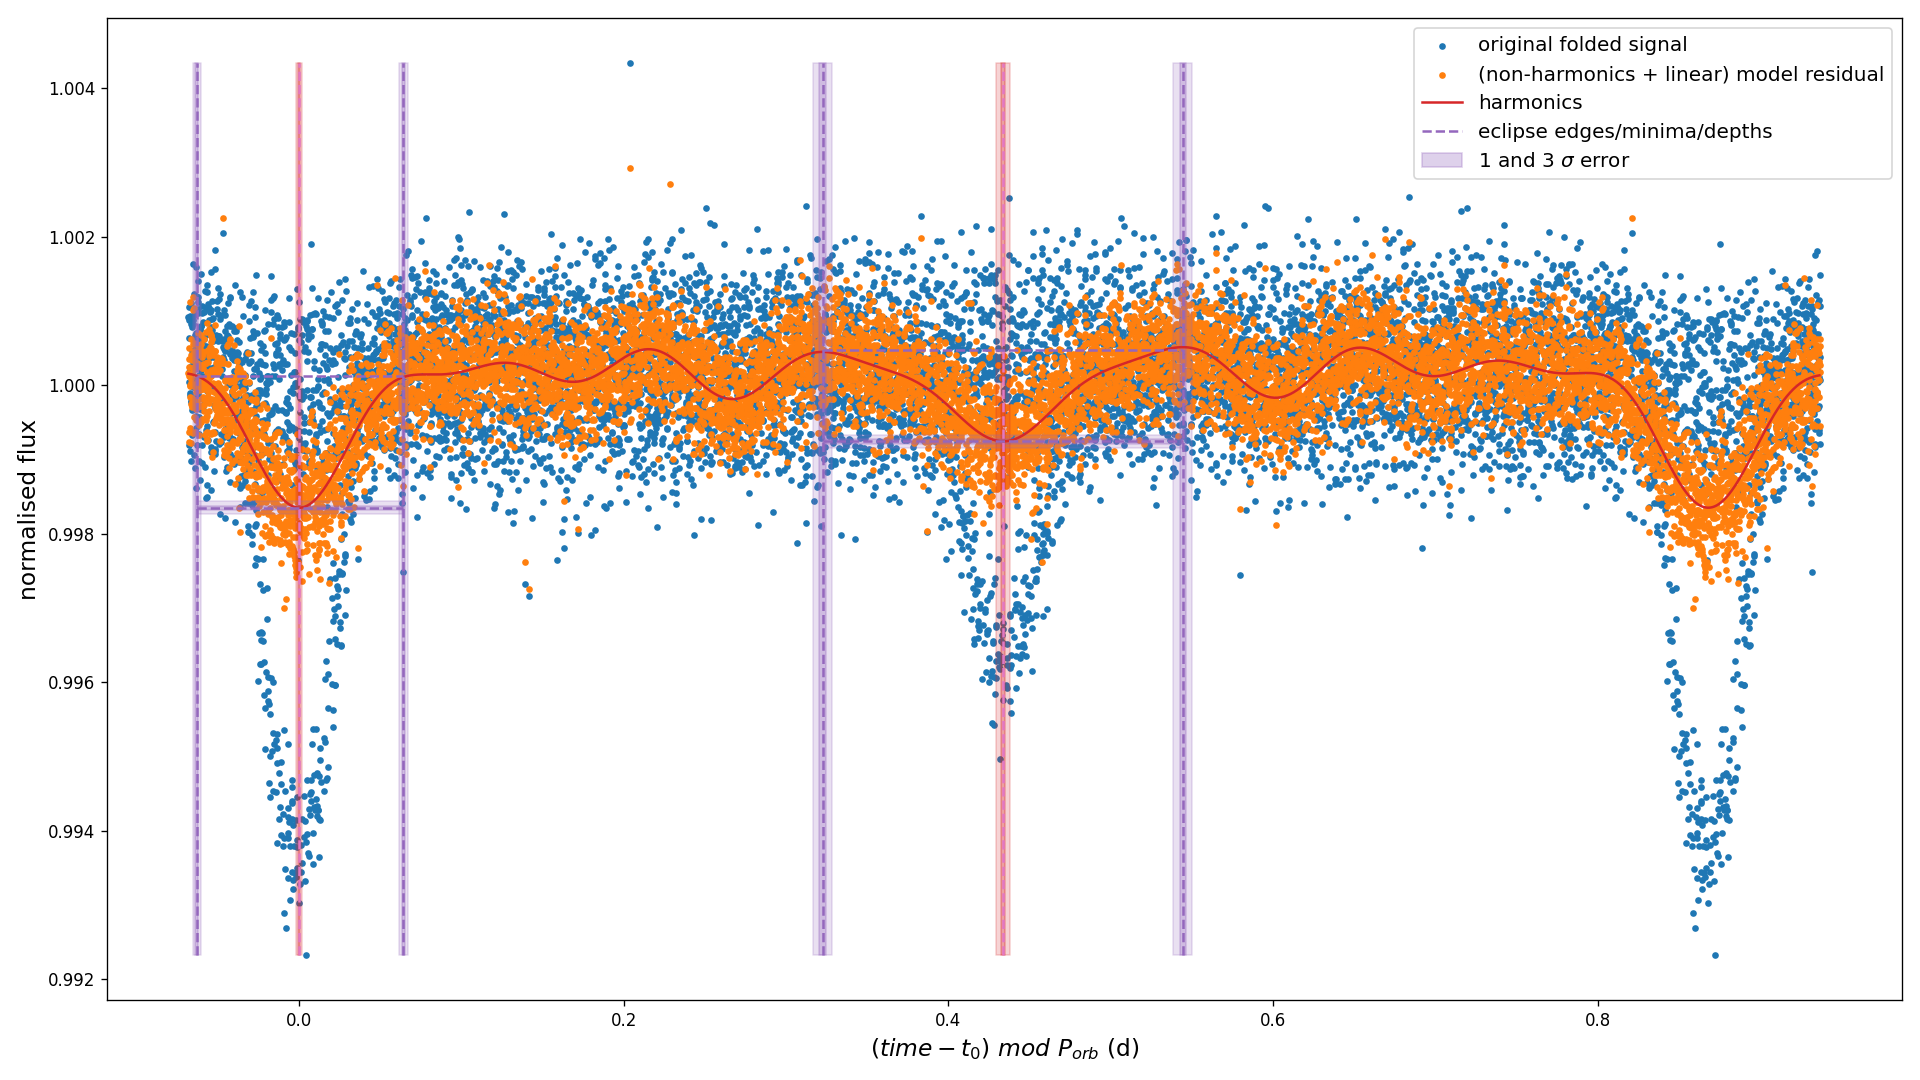 original folded signal
(non-harmonics + linear) model residual
harmonics
eclipse edges/minima/depths
1 and 3 σ error
normalised flux
1.004
1.002
1.000
0.998
0.996
0.994
0.992
0.0 0.2 0.4 0.6 0.8
(time − t₀) mod Pₒᵣb (d)